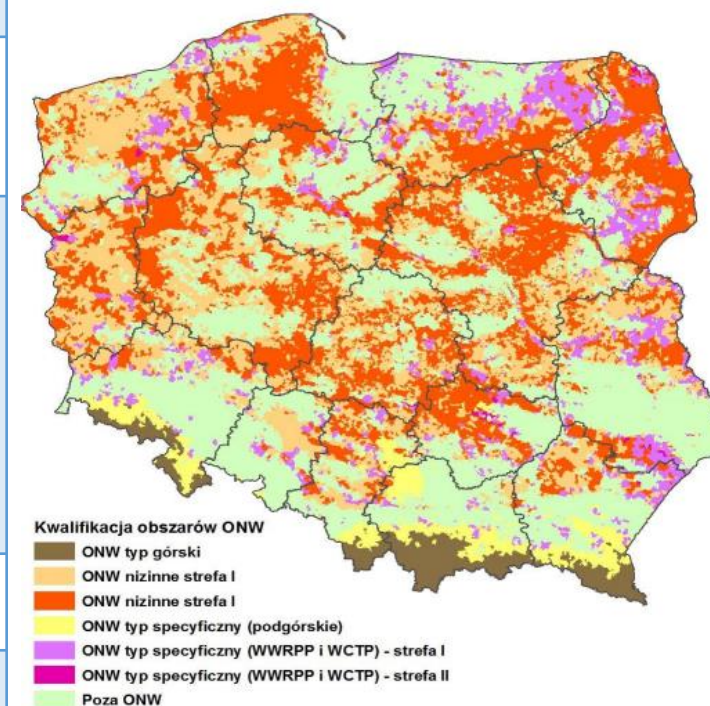 Kwalifikacja obszarów ONW
ONW typ górski
ONW nizinne strefa I
ONW nizinne strefa I
ONW typ specyficzny (podgórskie)
ONW typ specyficzny (WWRPP i WCTP) - strefa I
ONW typ specyficzny (WWRPP i WCTP) - strefa II
Poza ONW